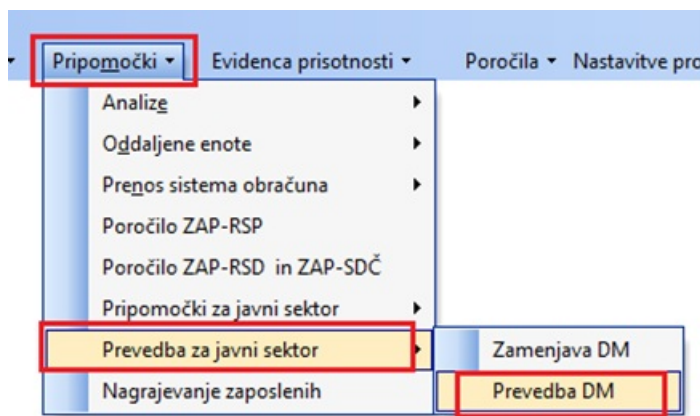 Pripomočki Evidenca prisotnosti Poročila Nastavitve pro
Analize
Oddaljene enote
Prenos sistema obračuna
Poročilo ZAP-RSP
Poročilo ZAP-RSD in ZAP-SDČ
Pripomočki za javni sektor
Prevedba za javni sektor Zamenjava DM
Nagrajevanje zaposlenih Prevedba DM